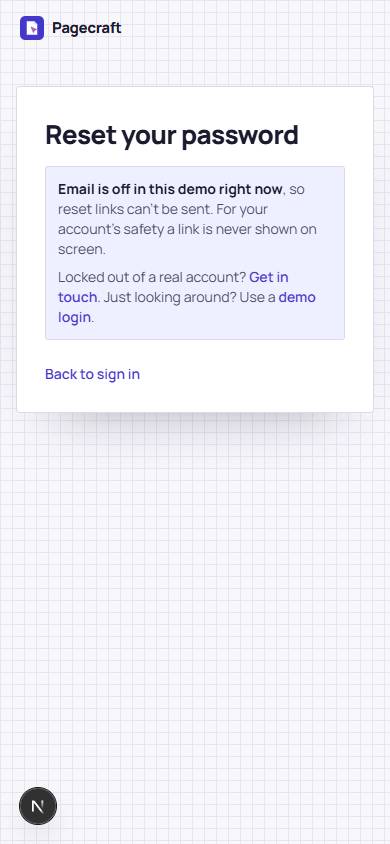 Pagecraft
Reset your password
Email is off in this demo right now, so
reset links can't be sent. For your
account's safety a link is never shown on
screen.
Locked out of a real account? Get in
touch. Just looking around? Use a demo
login.
Back to sign in
N